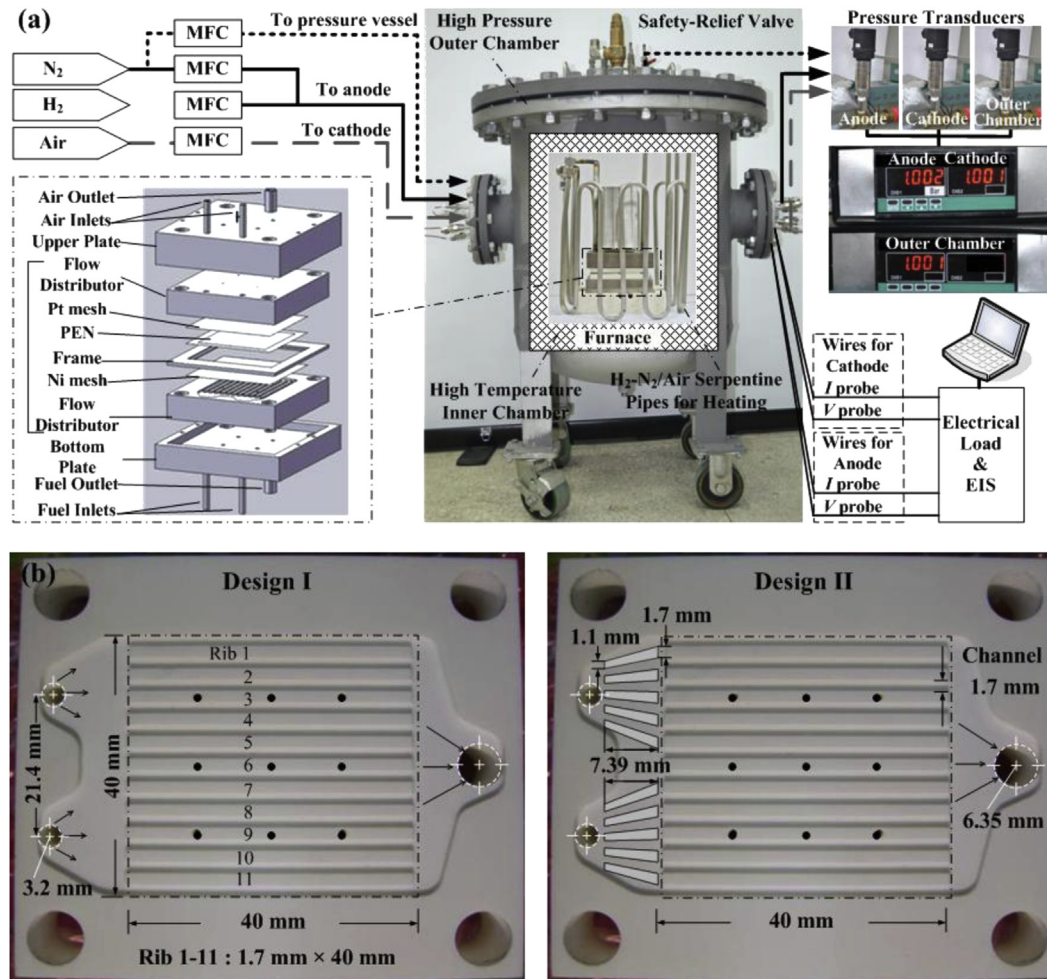 (a)
To pressure vessel
MFC
N₂
MFC
H₂
MFC
To anode
Air
MFC
To cathode
High Pressure
Outer Chamber
Safety-Relief Valve
Pressure Transducers
Anode
Cathode
Outer
Chamber
Anode Cathode
1.002
1.001
Bar
Outer Chamber
1.001
Air Outlet
Air Inlets
Upper Plate
Flow
Distributor
Pt mesh
PEN
Frame
Ni mesh
Flow
Distributor
Bottom
Plate
Fuel Outlet
Fuel Inlets
Furnace
High Temperature
Inner Chamber
H₂-N₂/Air Serpentine
Pipes for Heating
Wires for
Cathode
I probe
V probe
Wires for
Anode
I probe
V probe
Electrical
Load
&
EIS
(b)
Design I
Rib 1
2
3
4
5
6
7
8
9
10
11
21.4 mm
40 mm
3.2 mm
40 mm
Rib 1-11 : 1.7 mm × 40 mm
Design II
1.7 mm
1.1 mm
Channel
1.7 mm
7.39 mm
6.35 mm
40 mm